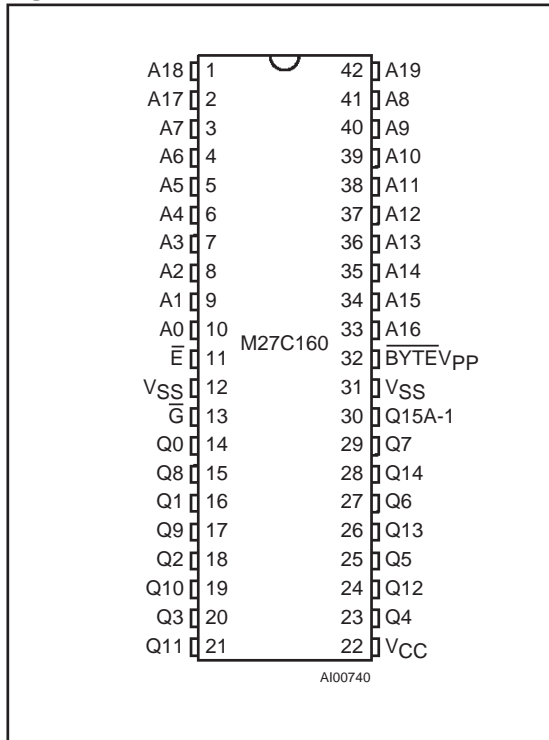 A18 1 42 A19
A17 2 41 A8
A7 3 40 A9
A6 4 39 A10
A5 5 38 A11
A4 6 37 A12
A3 7 36 A13
A2 8 35 A14
A1 9 34 A15
A0 10 33 A16
M27C160
E̅ 11 32 B̅Y̅T̅E̅VPP
VSS 12 31 VSS
G̅ 13 30 Q15A-1
Q0 14 29 Q7
Q8 15 28 Q14
Q1 16 27 Q6
Q9 17 26 Q13
Q2 18 25 Q5
Q10 19 24 Q12
Q3 20 23 Q4
Q11 21 22 VCC
AI00740